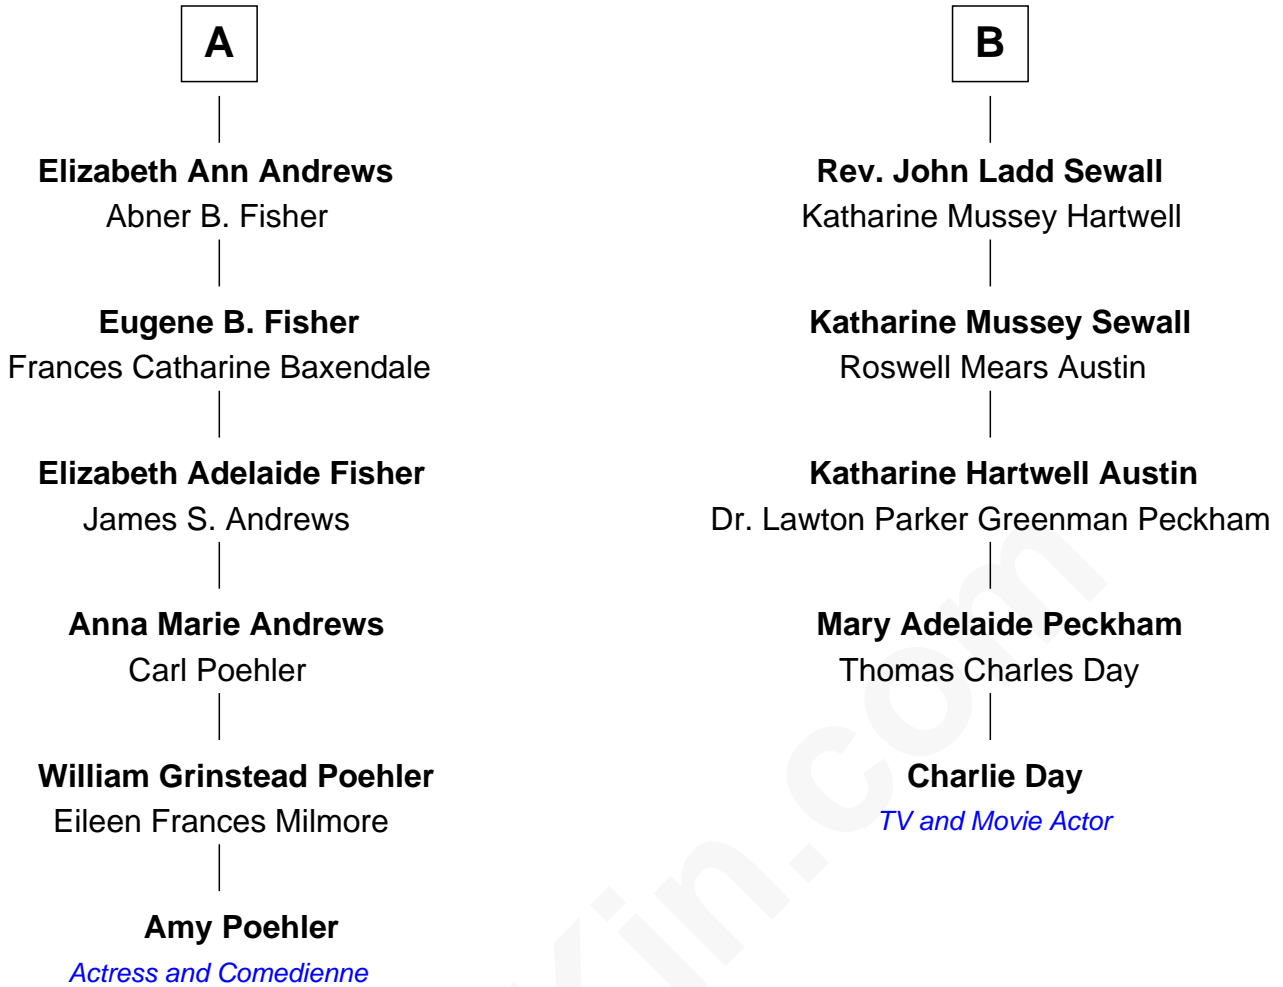 A
Elizabeth Ann Andrews
Abner B. Fisher
Eugene B. Fisher
Frances Catharine Baxendale
Elizabeth Adelaide Fisher
James S. Andrews
Anna Marie Andrews
Carl Poehler
William Grinstead Poehler
Eileen Frances Milmore
Amy Poehler
Actress and Comedienne
B
Rev. John Ladd Sewall
Katharine Mussey Hartwell
Katharine Mussey Sewall
Roswell Mears Austin
Katharine Hartwell Austin
Dr. Lawton Parker Greenman Peckham
Mary Adelaide Peckham
Thomas Charles Day
Charlie Day
TV and Movie Actor
Kin.com